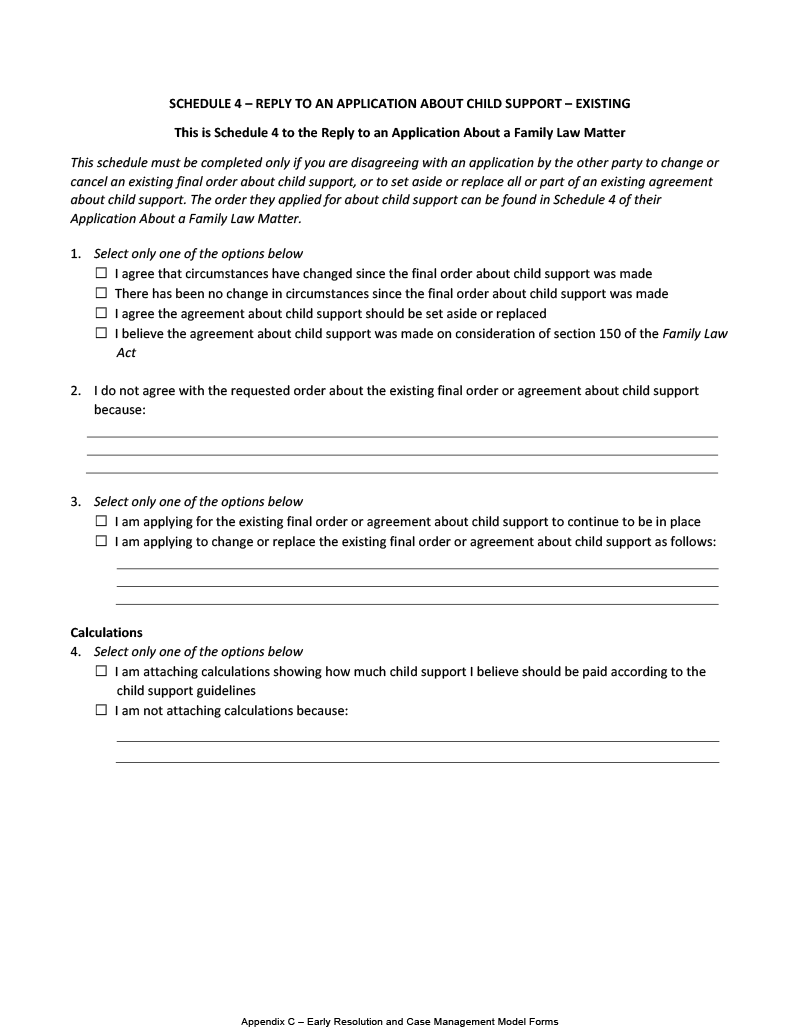 SCHEDULE 4 – REPLY TO AN APPLICATION ABOUT CHILD SUPPORT – EXISTING
This is Schedule 4 to the Reply to an Application About a Family Law Matter
This schedule must be completed only if you are disagreeing with an application by the other party to change or
cancel an existing final order about child support, or to set aside or replace all or part of an existing agreement
about child support. The order they applied for about child support can be found in Schedule 4 of their
Application About a Family Law Matter.
1. Select only one of the options below
☐ I agree that circumstances have changed since the final order about child support was made
☐ There has been no change in circumstances since the final order about child support was made
☐ I agree the agreement about child support should be set aside or replaced
☐ I believe the agreement about child support was made on consideration of section 150 of the Family Law
Act
2. I do not agree with the requested order about the existing final order or agreement about child support
because:
3. Select only one of the options below
☐ I am applying for the existing final order or agreement about child support to continue to be in place
☐ I am applying to change or replace the existing final order or agreement about child support as follows:
Calculations
4. Select only one of the options below
☐ I am attaching calculations showing how much child support I believe should be paid according to the
child support guidelines
☐ I am not attaching calculations because:
Appendix C – Early Resolution and Case Management Model Forms